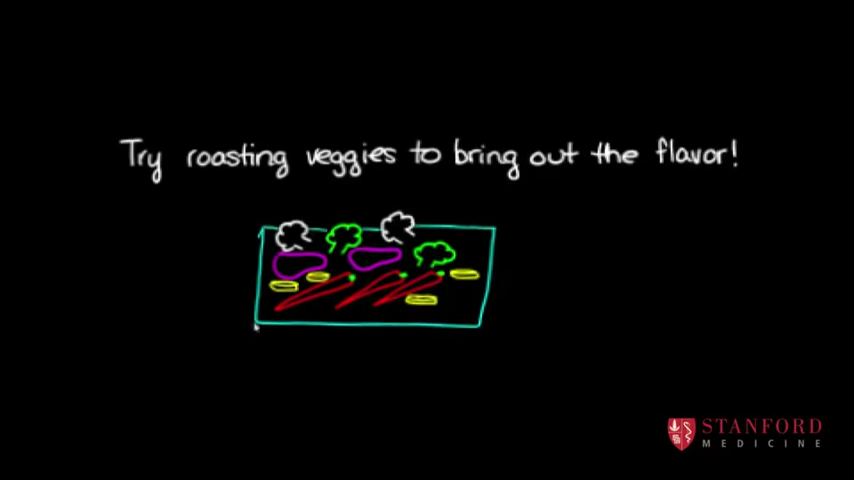 Try roasting veggies to bring out the flavor!
STANFORD
MEDICINE